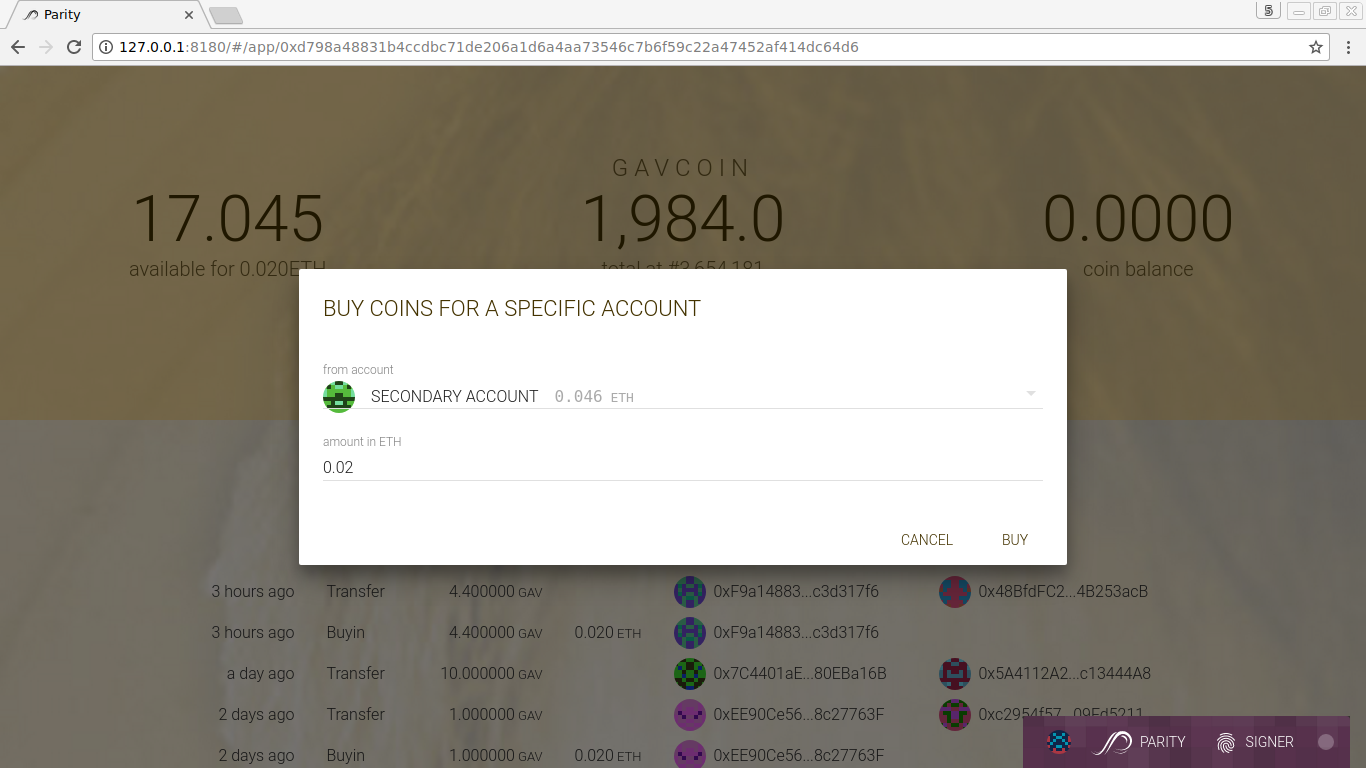 Parity
5
127.0.0.1:8180/#/app/0xd798a48831b4ccdbc71de206a1d6a4aa73546c7b6f59c22a47452af414dc64d6
GAVCOIN
17.045 1,984.0 0.0000
available for 0.020ETH total at #3,654,181 coin balance
BUY COINS FOR A SPECIFIC ACCOUNT
from account
SECONDARY ACCOUNT 0.046 ETH
amount in ETH
0.02
CANCEL BUY
3 hours ago Transfer 4.400000 GAV 0xF9a14883...c3d317f6 0x48BfdFC2...4B253acB
3 hours ago Buyin 4.400000 GAV 0.020 ETH 0xF9a14883...c3d317f6
a day ago Transfer 10.000000 GAV 0x7C4401aE...80EBa16B 0x5A4112A2...c13444A8
2 days ago Transfer 1.000000 GAV 0xEE90Ce56...8c27763F 0xc2954f57...09Fd5211
2 days ago Buyin 1.000000 GAV 0.020 ETH 0xEE90Ce56...8c27763F
PARITY SIGNER